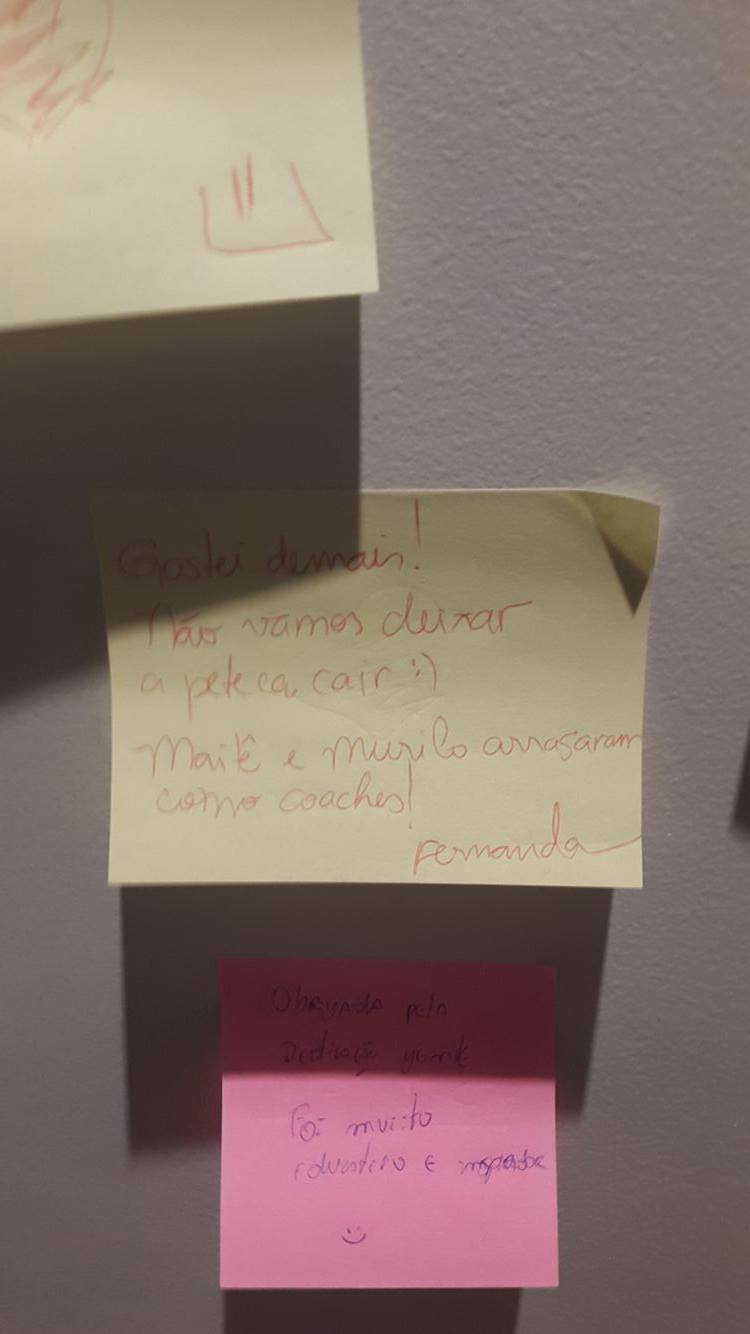 Gostei demais!
Não vamos deixar
a peteca cair :)
Maitê e Murilo arrasaram
como coaches!
Fernanda
Obrigada pela
Dedicação gente
Foi muito
educativo e inspirador